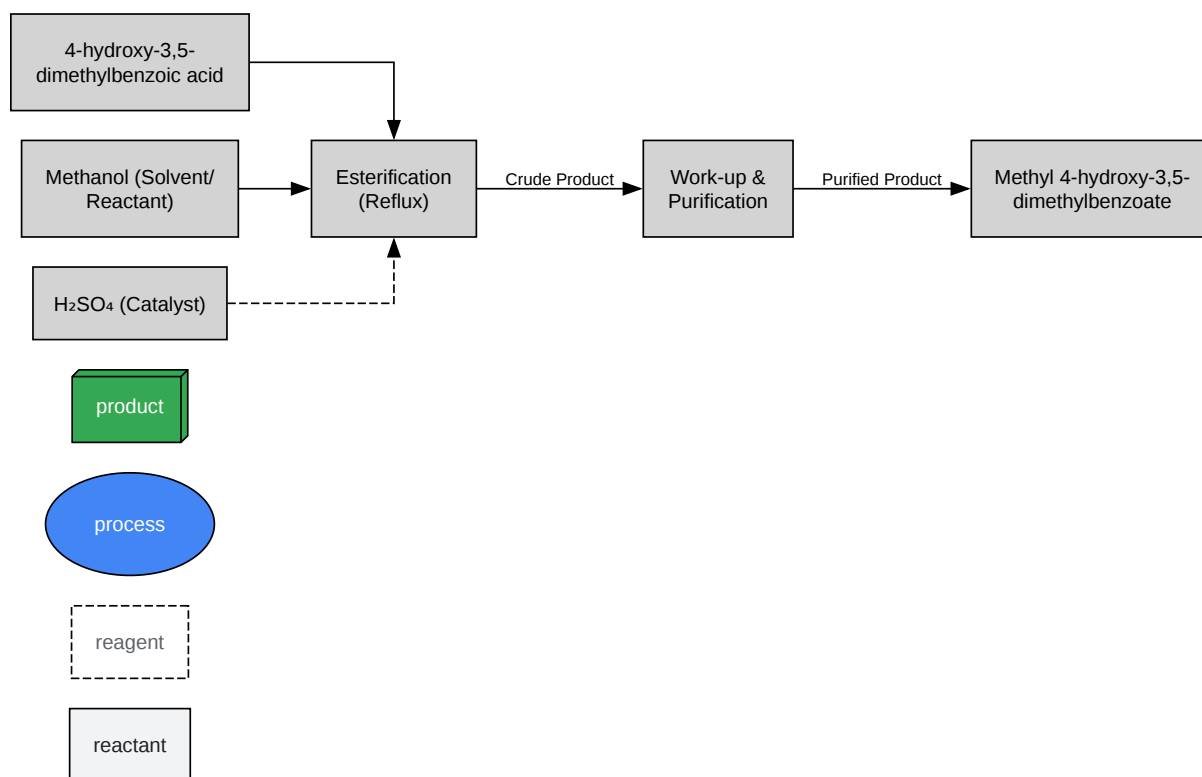 4-hydroxy-3,5-
dimethylbenzoic acid
Methanol (Solvent/
Reactant)
Esterification
(Reflux)
Crude Product
Work-up &
Purification
Purified Product
Methyl 4-hydroxy-3,5-
dimethylbenzoate
H₂SO₄ (Catalyst)
product
process
reagent
reactant